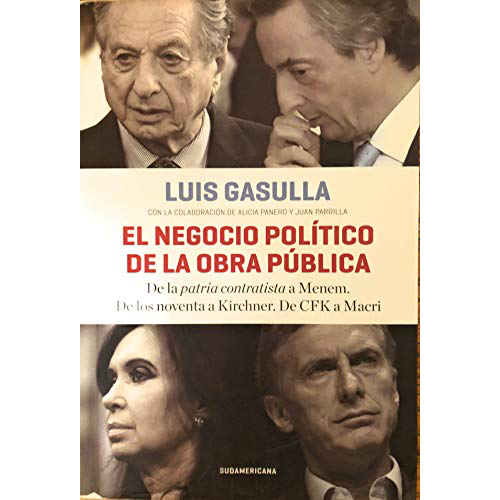 LUIS GASULLA
CON LA COLABORACIÓN DE ALICIA PANERO Y JUAN PARRILLA
EL NEGOCIO POLÍTICO
DE LA OBRA PÚBLICA
De la patria contratista a Menem.
De los noventa a Kirchner. De CFK a Macri
SUDAMERICANA